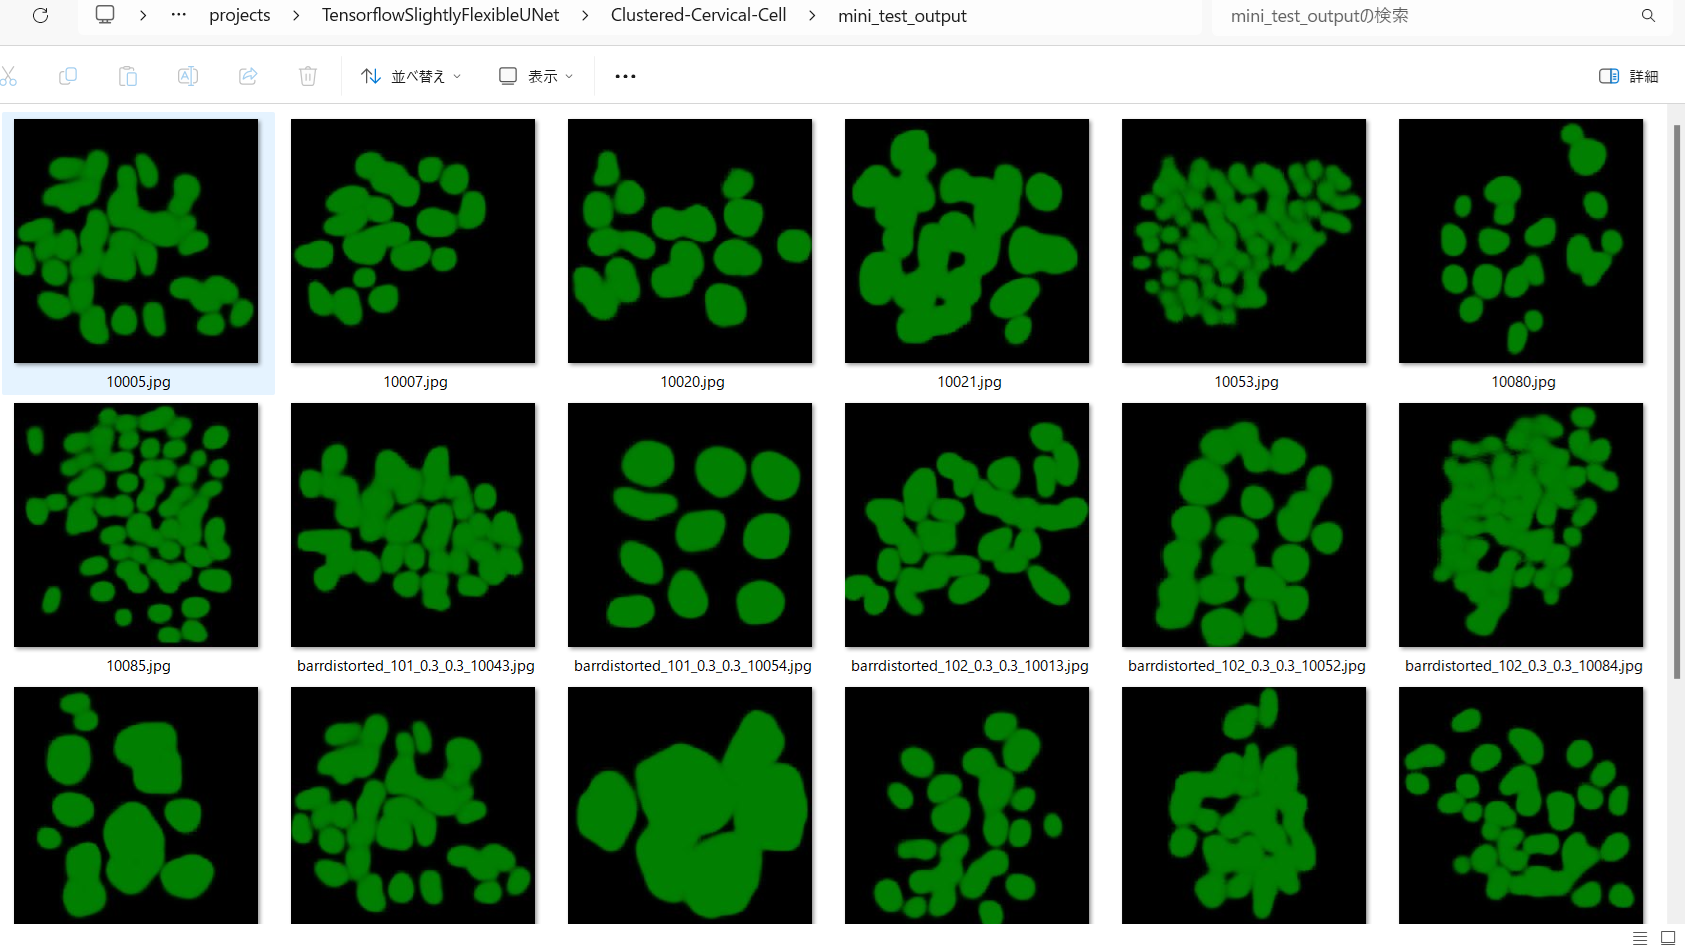 projects > TensorflowSlightlyFlexibleUNet > Clustered-Cervical-Cell > mini_test_output
mini_test_outputの検索
並べ替え
表示
詳細
10005.jpg
10007.jpg
10020.jpg
10021.jpg
10053.jpg
10080.jpg
10085.jpg
barrdistorted_101_0.3_0.3_10043.jpg
barrdistorted_101_0.3_0.3_10054.jpg
barrdistorted_102_0.3_0.3_10013.jpg
barrdistorted_102_0.3_0.3_10052.jpg
barrdistorted_102_0.3_0.3_10084.jpg